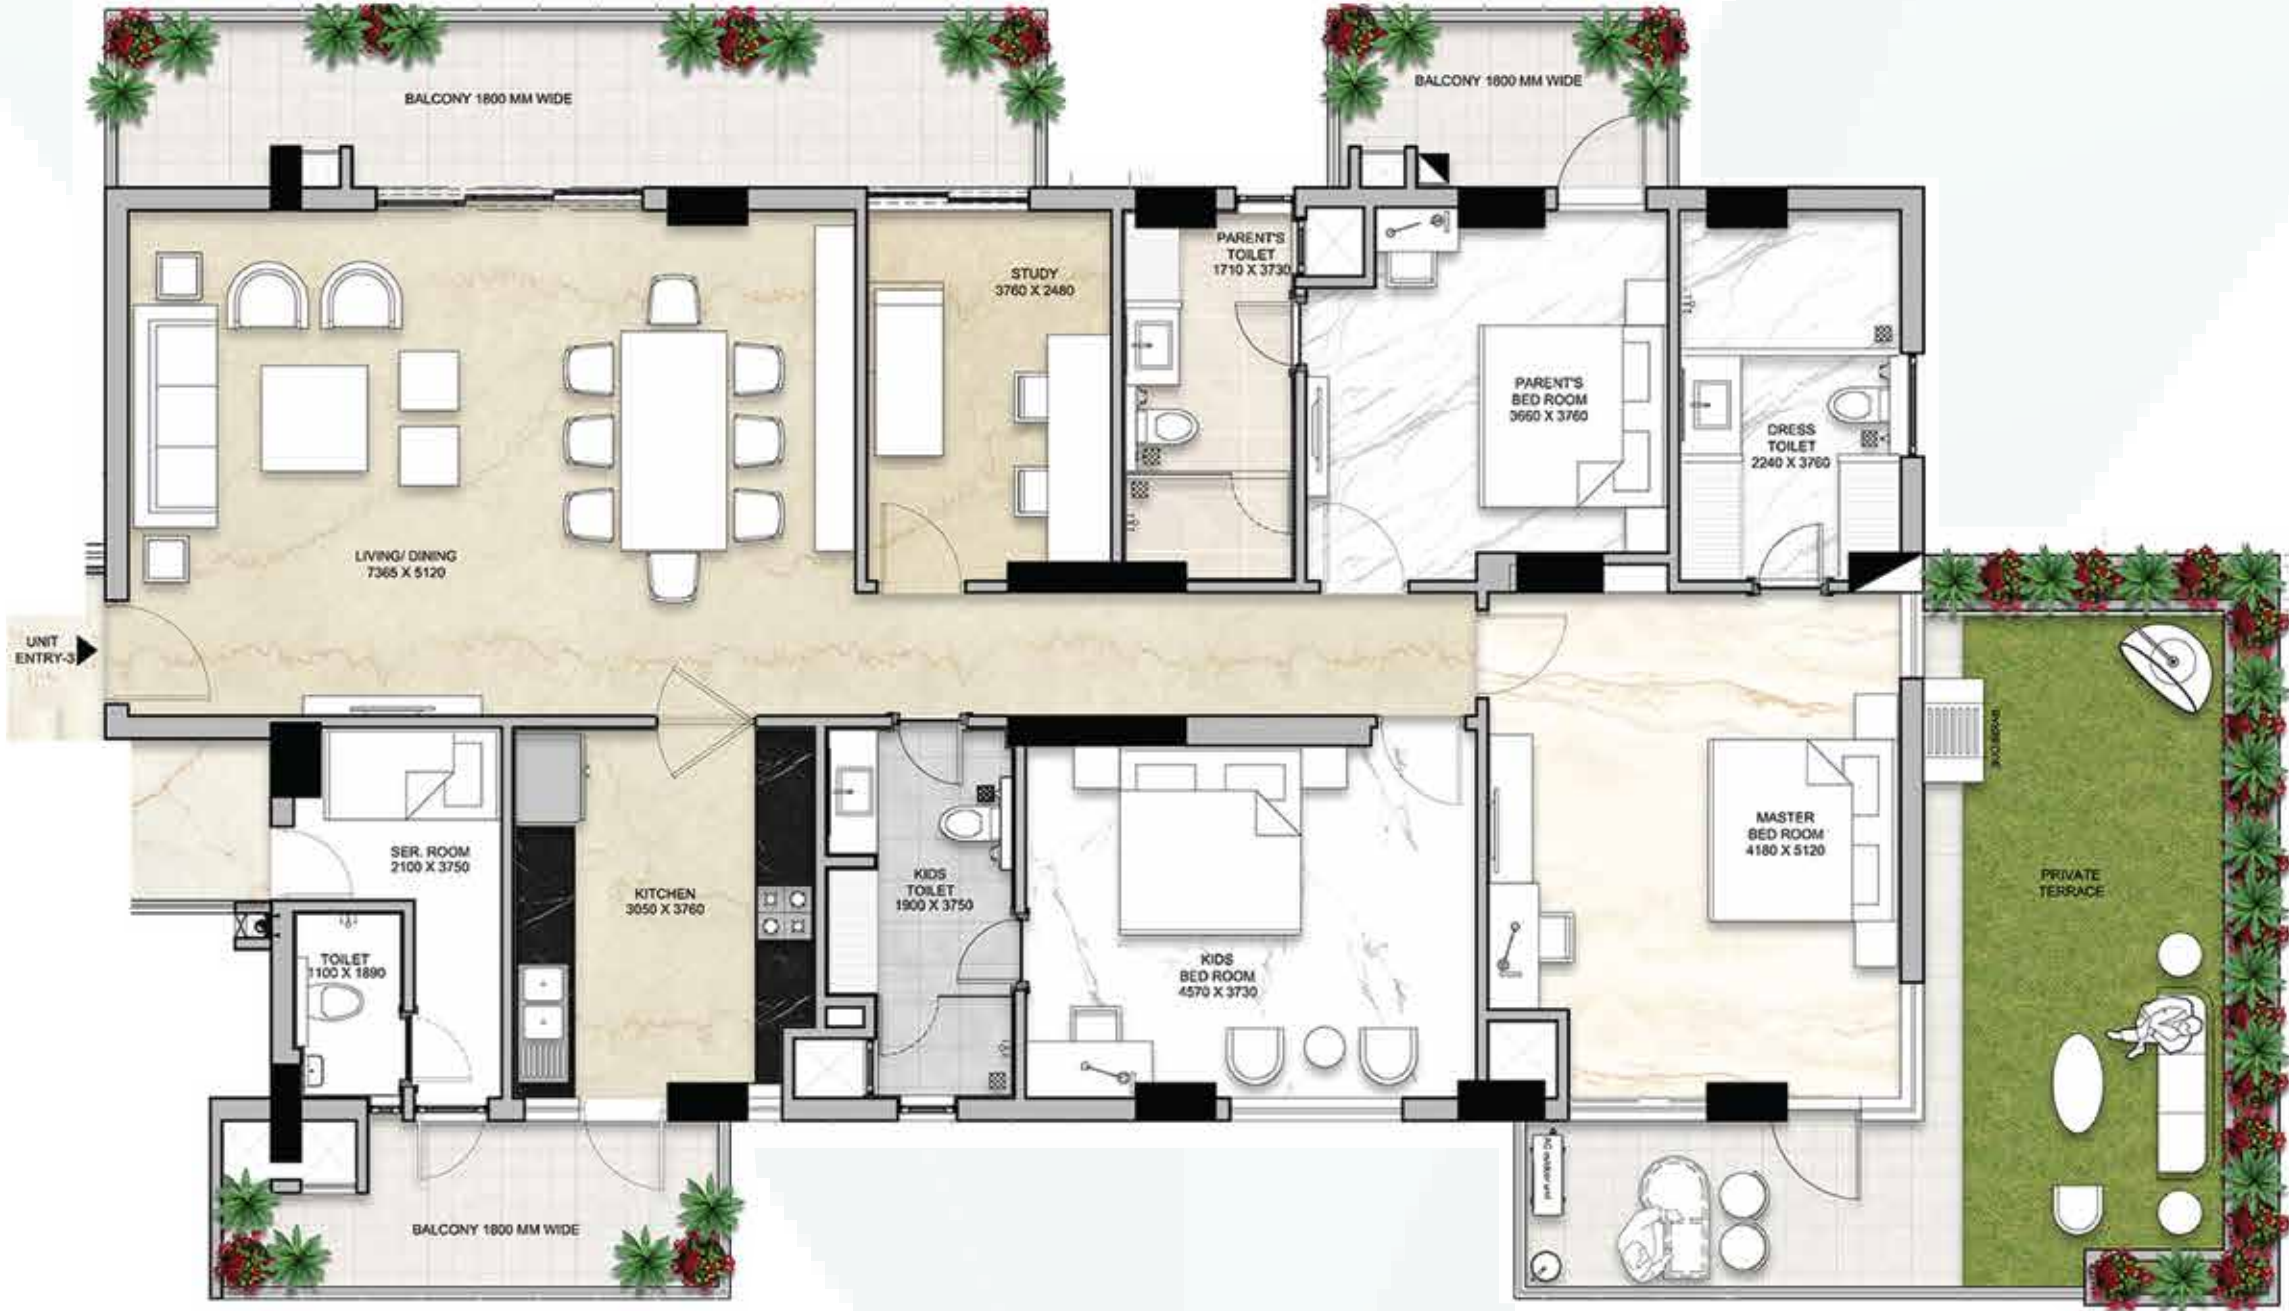 BALCONY 1800 MM WIDE
BALCONY 1800 MM WIDE
PARENT'S
TOILET
1710 X 3730
STUDY
3760 X 2480
PARENT'S
BED ROOM
3660 X 3760
DRESS
TOILET
2240 X 3760
LIVING/ DINING
7365 X 5120
UNIT
ENTRY-3
SER. ROOM
2100 X 3750
KITCHEN
3050 X 3760
KIDS
TOILET
1900 X 3750
MASTER
BED ROOM
4180 X 5120
PRIVATE
TERRACE
TOILET
1100 X 1890
KIDS
BED ROOM
4570 X 3730
AC outdoor unit
BALCONY 1800 MM WIDE